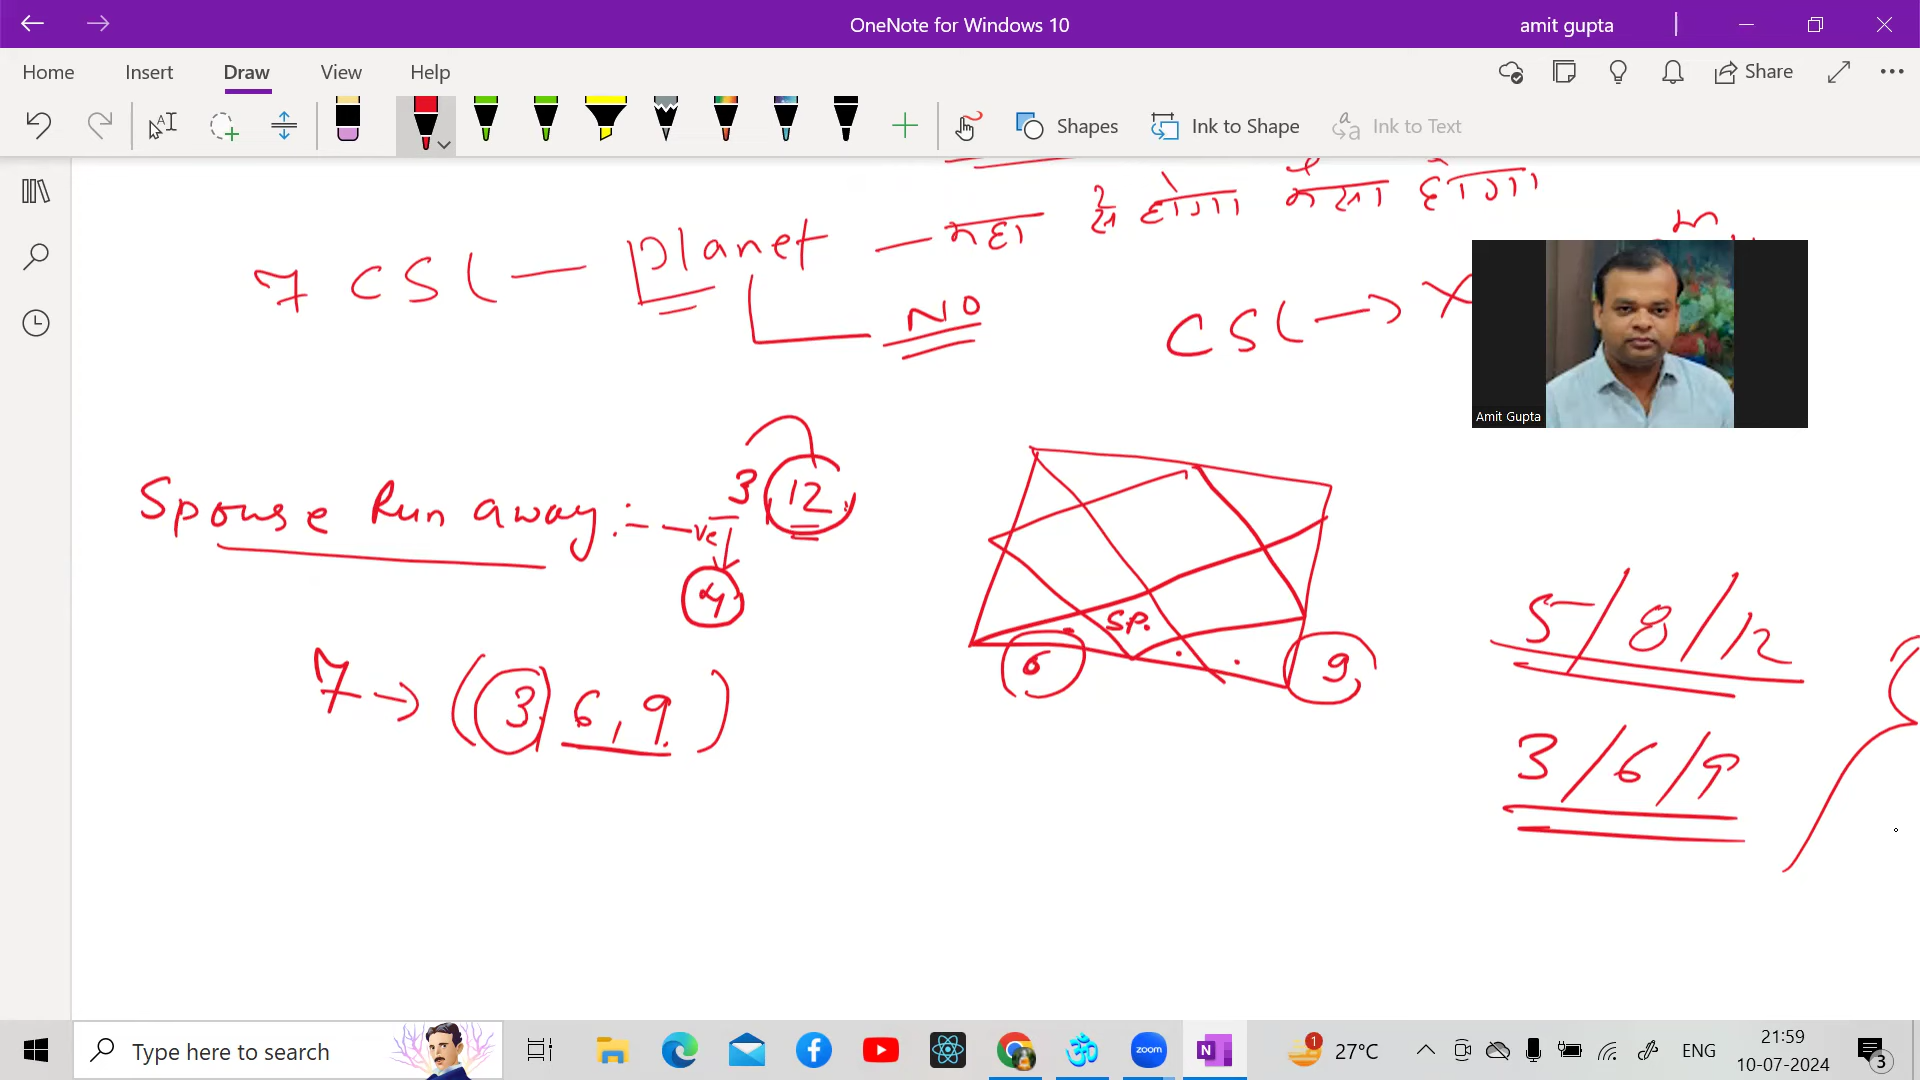 OneNote for Windows 10
amit gupta
Home Insert Draw View Help
Share
Shapes
Ink to Shape
Ink to Text
7 CSL — Planet —
NO
CSL → X
Amit Gupta
Spouse Run away :- -ve 3 12
4
7 → (3, 6, 9)
SP.
6
9
5/8/12
3/6/9
Type here to search
zoom
1
27°C
ENG
21:59
10-07-2024
3